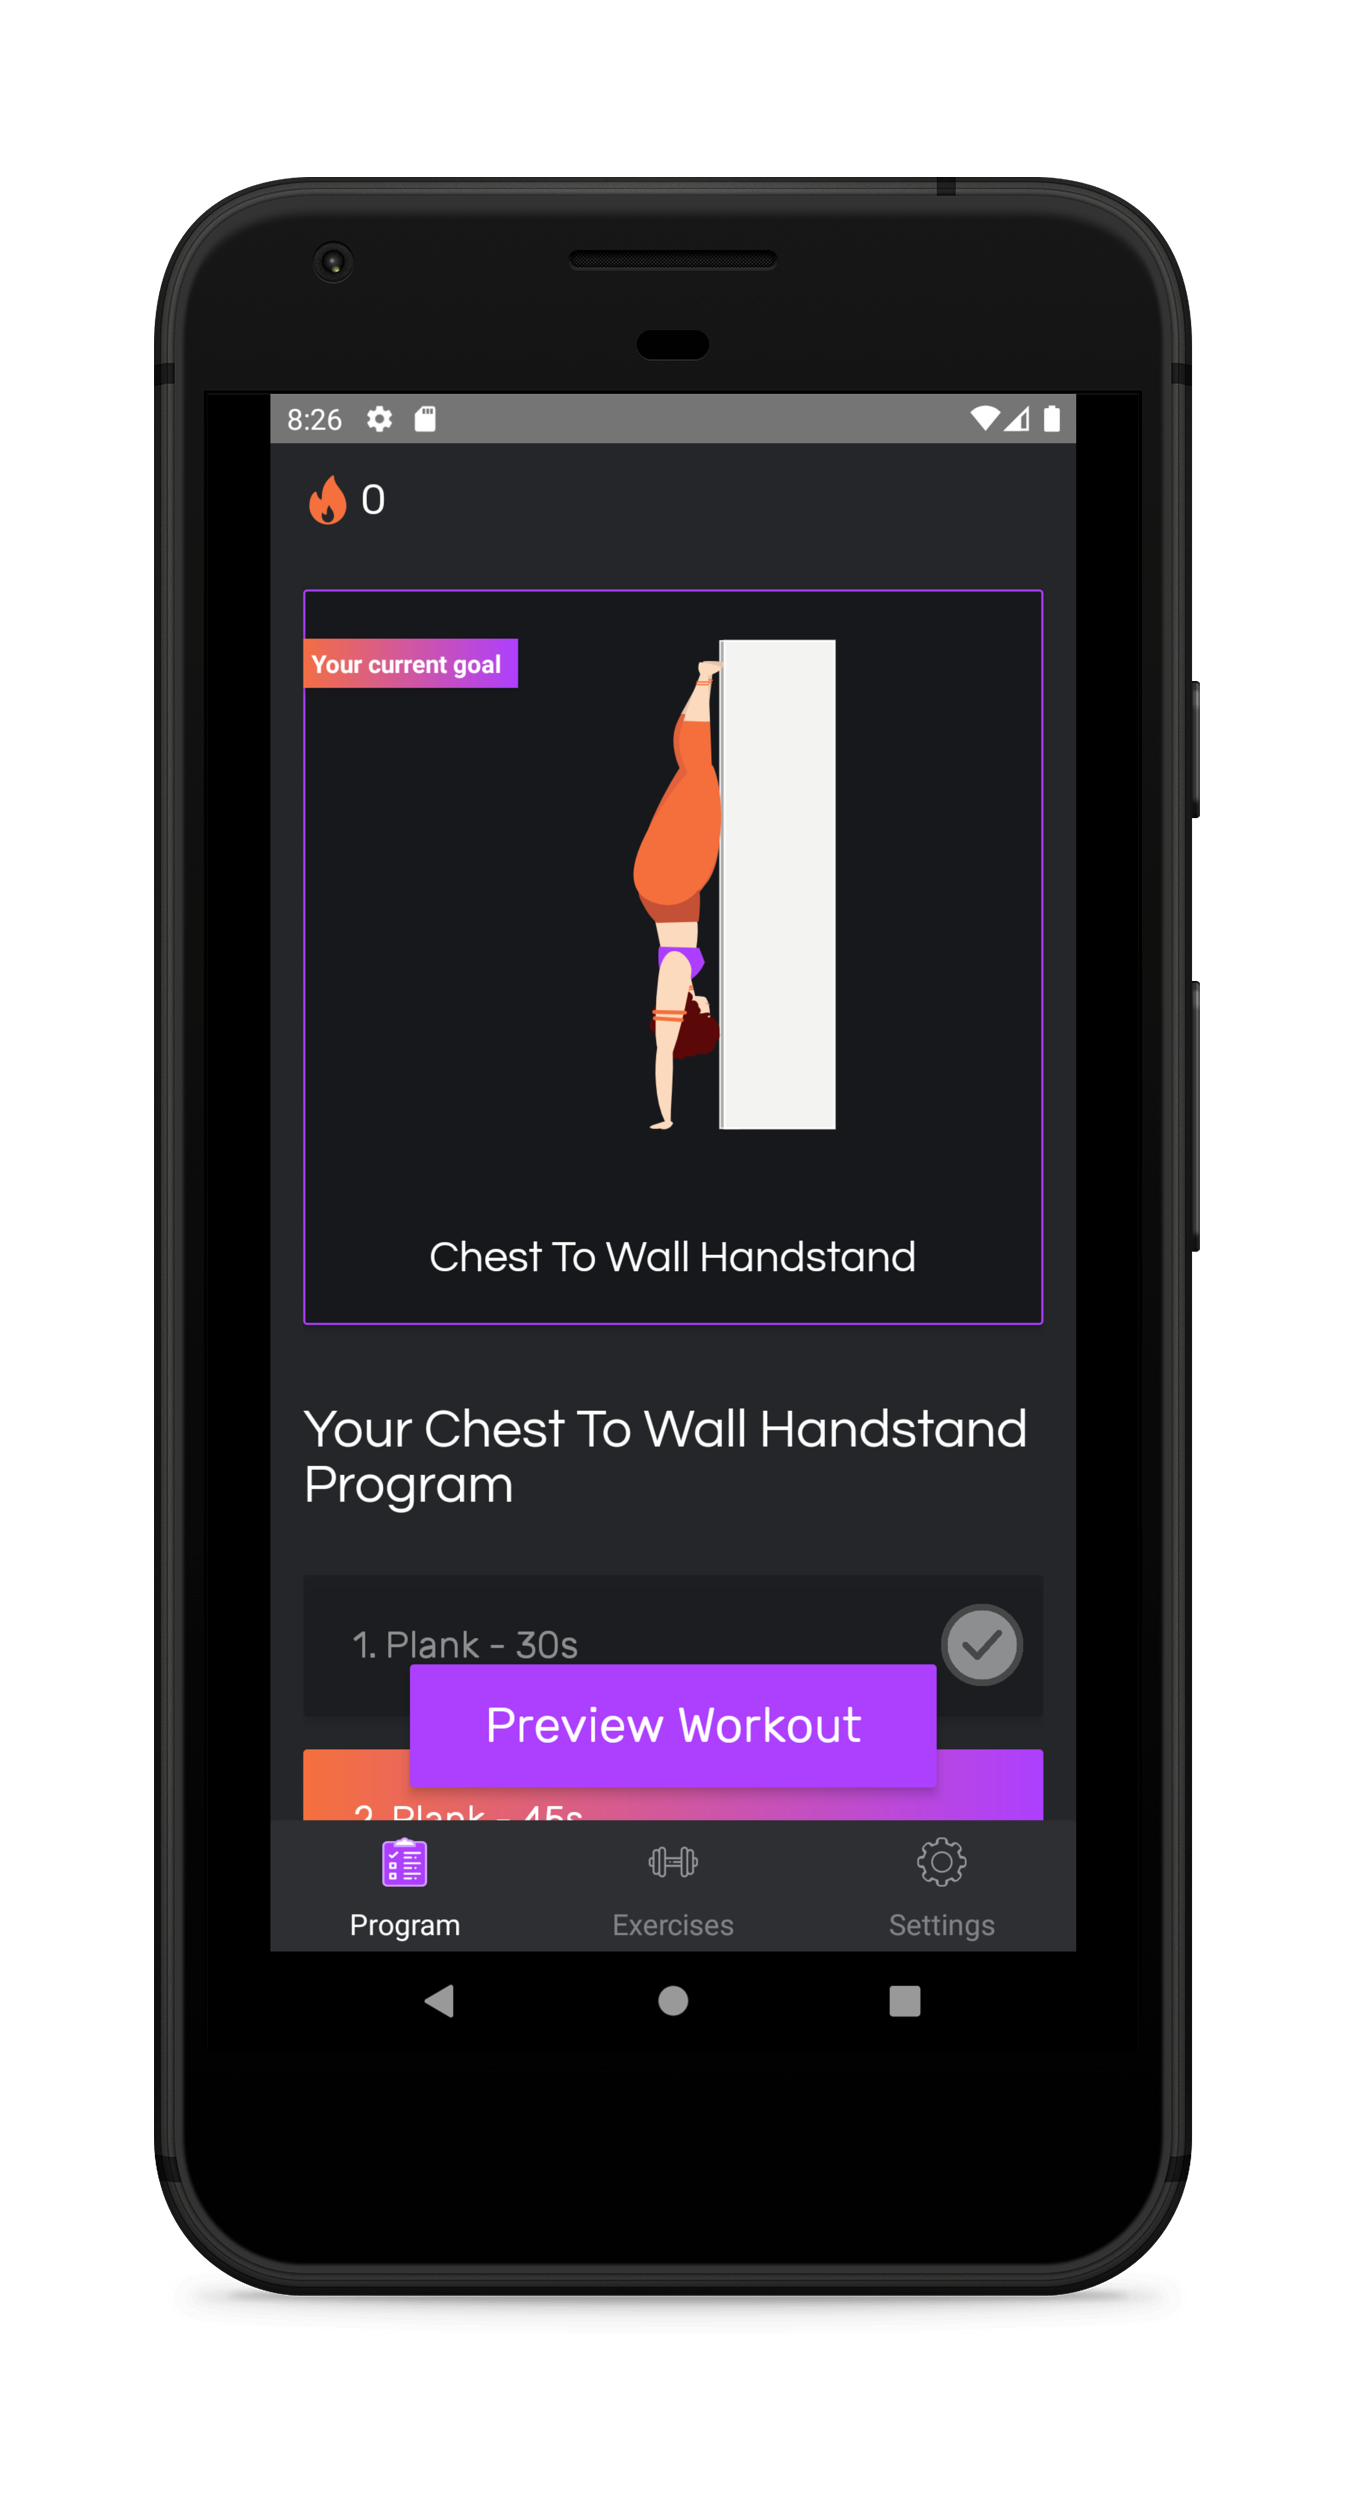 8:26
0
Your current goal
Chest To Wall Handstand
Your Chest To Wall Handstand
Program
1. Plank - 30s
Preview Workout
2. Plank - 45s
Program
Exercises
Settings